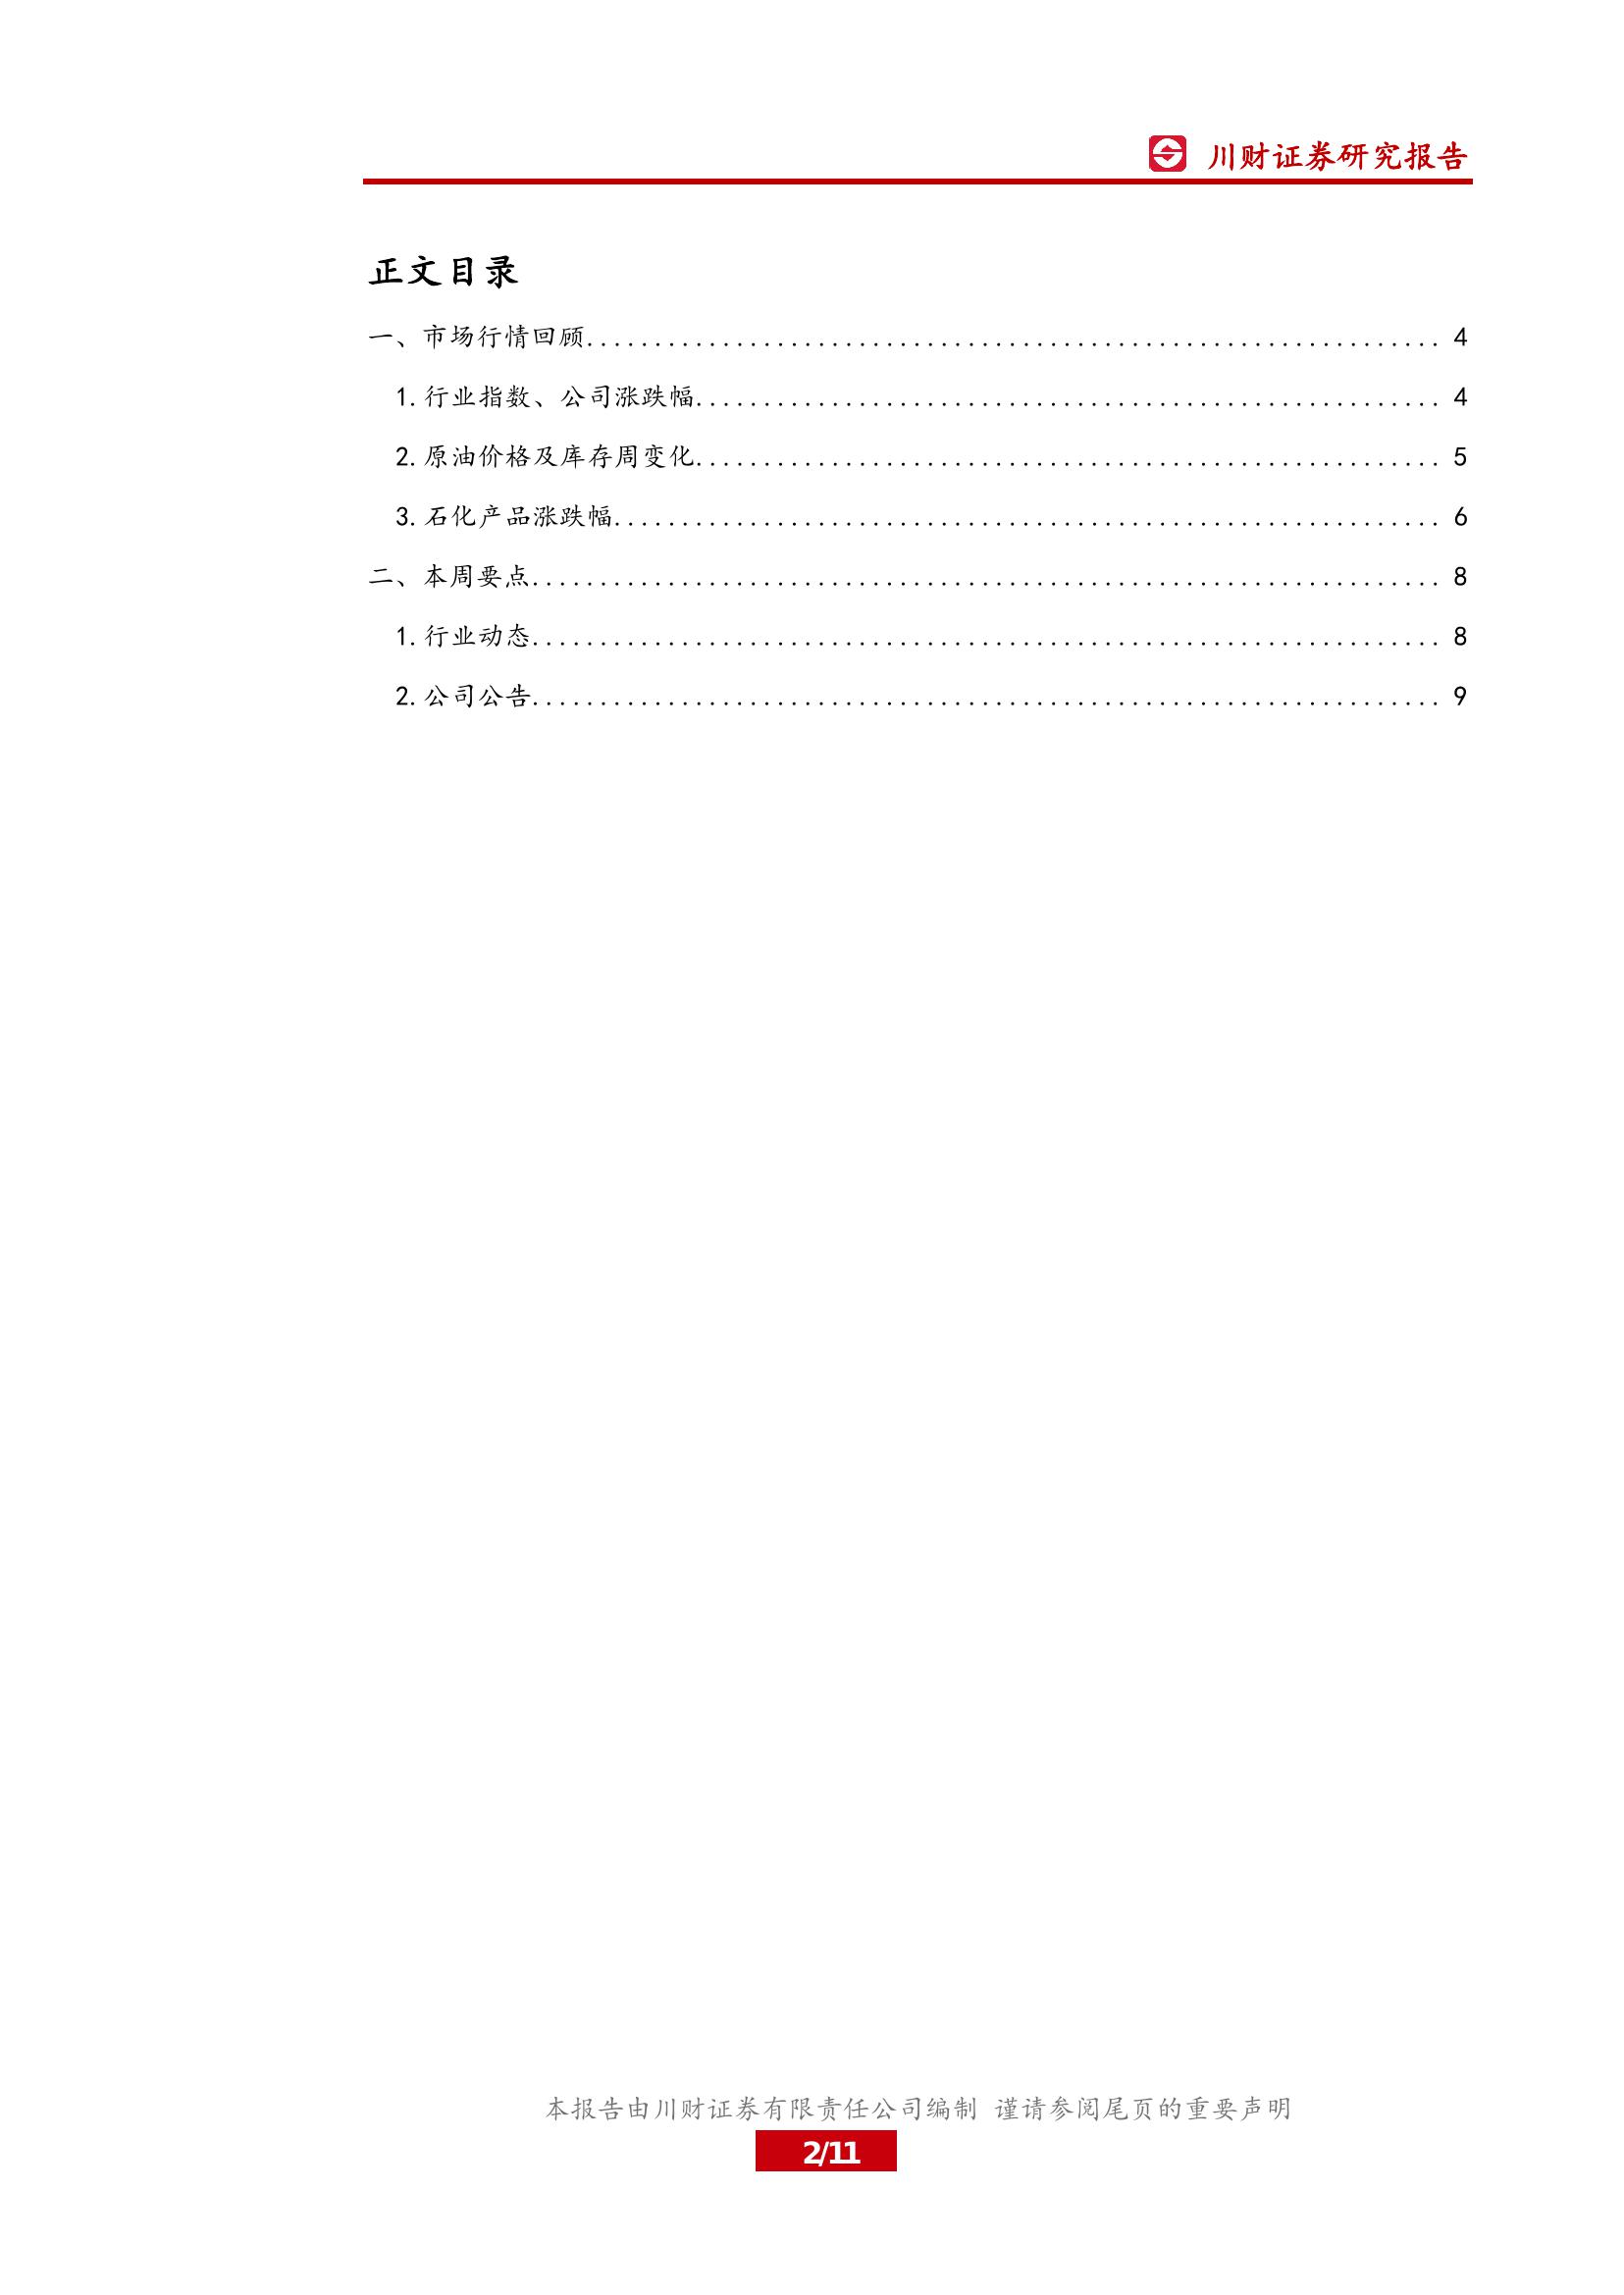 川财证券研究报告
正文目录
一、市场行情回顾................................................................ 4
1.行业指数、公司涨跌幅........................................................ 4
2.原油价格及库存周变化........................................................ 5
3.石化产品涨跌幅.............................................................. 6
二、本周要点.................................................................... 8
1.行业动态.................................................................... 8
2.公司公告.................................................................... 9
本报告由川财证券有限责任公司编制 谨请参阅尾页的重要声明
2/11